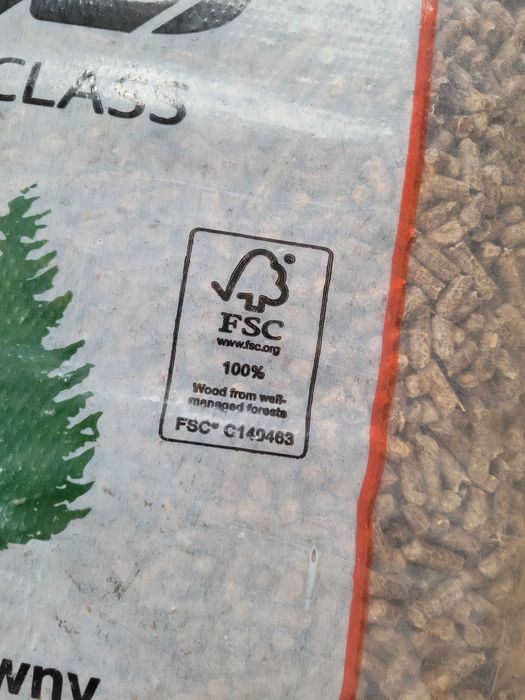 CLASS
FSC
www.fsc.org
100%
Wood from well-
managed forests
FSC® C140463
wny